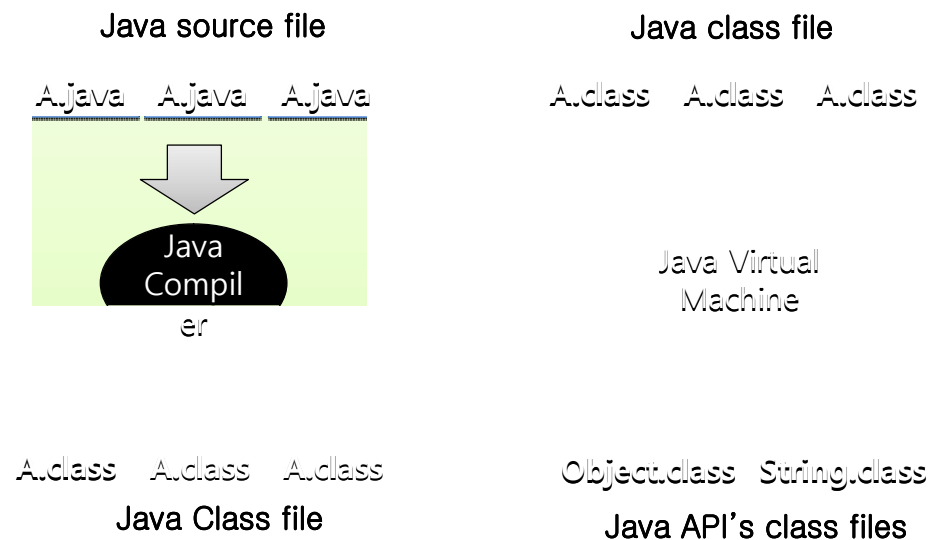 Java source file
A.java A.java A.java
Java
Compil
er
A.class A.class A.class
Java Class file
Java class file
A.class A.class A.class
Java Virtual
Machine
Object.class String.class
Java API's class files